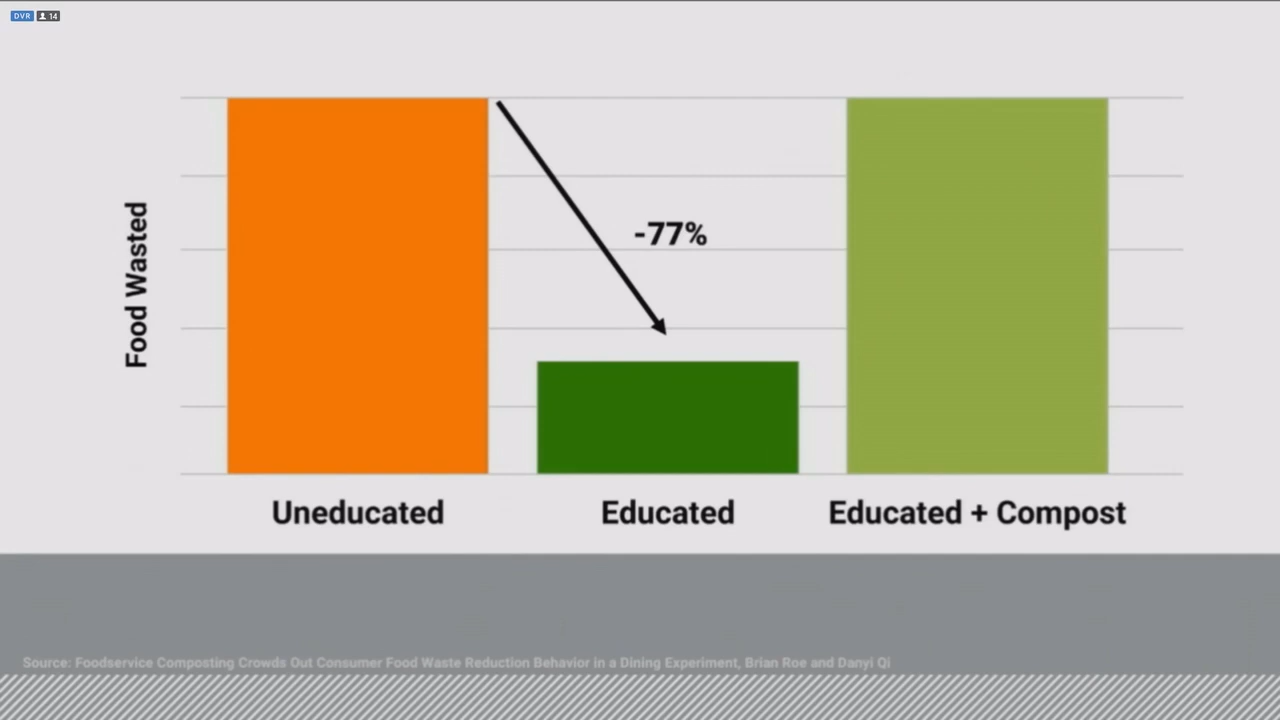 DVR 14
-77%
Food Wasted
Uneducated Educated Educated + Compost
Source: Foodservice Composting Crowds Out Consumer Food Waste Reduction Behavior in a Dining Experiment, Brian Roe and Danyi Qi